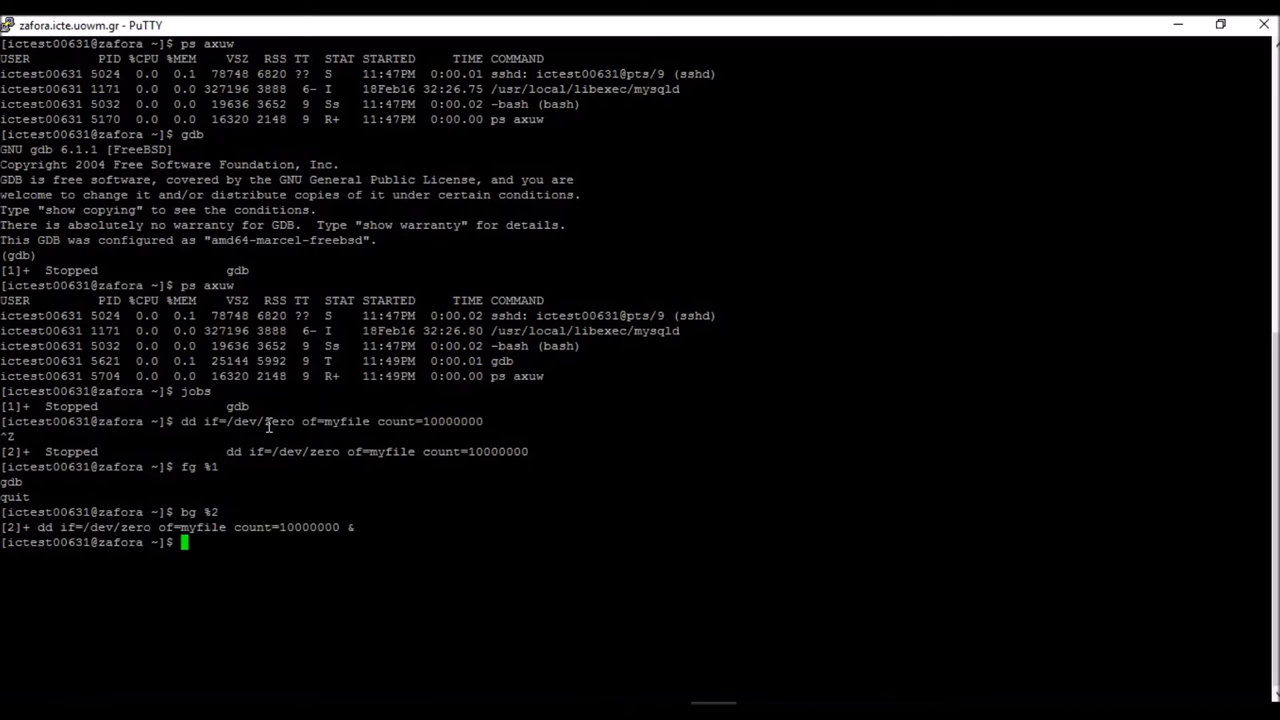 zafora.icte.uowm.gr - PuTTY
[ictest00631@zafora ~]$ ps axuw
USER PID %CPU %MEM VSZ RSS TT STAT STARTED TIME COMMAND
ictest00631 5024 0.0 0.1 78748 6820 ?? S 11:47PM 0:00.01 sshd: ictest00631@pts/9 (sshd)
ictest00631 1171 0.0 0.0 327196 3888 6- I 18Feb16 32:26.75 /usr/local/libexec/mysqld
ictest00631 5032 0.0 0.0 19636 3652 9 Ss 11:47PM 0:00.02 -bash (bash)
ictest00631 5170 0.0 0.0 16320 2148 9 R+ 11:47PM 0:00.00 ps axuw
[ictest00631@zafora ~]$ gdb
GNU gdb 6.1.1 [FreeBSD]
Copyright 2004 Free Software Foundation, Inc.
GDB is free software, covered by the GNU General Public License, and you are
welcome to change it and/or distribute copies of it under certain conditions.
Type "show copying" to see the conditions.
There is absolutely no warranty for GDB.  Type "show warranty" for details.
This GDB was configured as "amd64-marcel-freebsd".
(gdb)
[1]+ Stopped gdb
[ictest00631@zafora ~]$ ps axuw
USER PID %CPU %MEM VSZ RSS TT STAT STARTED TIME COMMAND
ictest00631 5024 0.0 0.1 78748 6820 ?? S 11:47PM 0:00.02 sshd: ictest00631@pts/9 (sshd)
ictest00631 1171 0.0 0.0 327196 3888 6- I 18Feb16 32:26.80 /usr/local/libexec/mysqld
ictest00631 5032 0.0 0.0 19636 3652 9 Ss 11:47PM 0:00.02 -bash (bash)
ictest00631 5621 0.0 0.1 25144 5992 9 T 11:49PM 0:00.02 gdb
ictest00631 5704 0.0 0.0 16320 2148 9 R+ 11:49PM 0:00.00 ps axuw
[ictest00631@zafora ~]$ jobs
[1]+ Stopped gdb
[ictest00631@zafora ~]$ dd if=/dev/zero of=myfile count=10000000
^Z
[2]+ Stopped dd if=/dev/zero of=myfile count=10000000
[ictest00631@zafora ~]$ fg %1
gdb
quit
[ictest00631@zafora ~]$ bg %2
[2]+ dd if=/dev/zero of=myfile count=10000000 &
[ictest00631@zafora ~]$